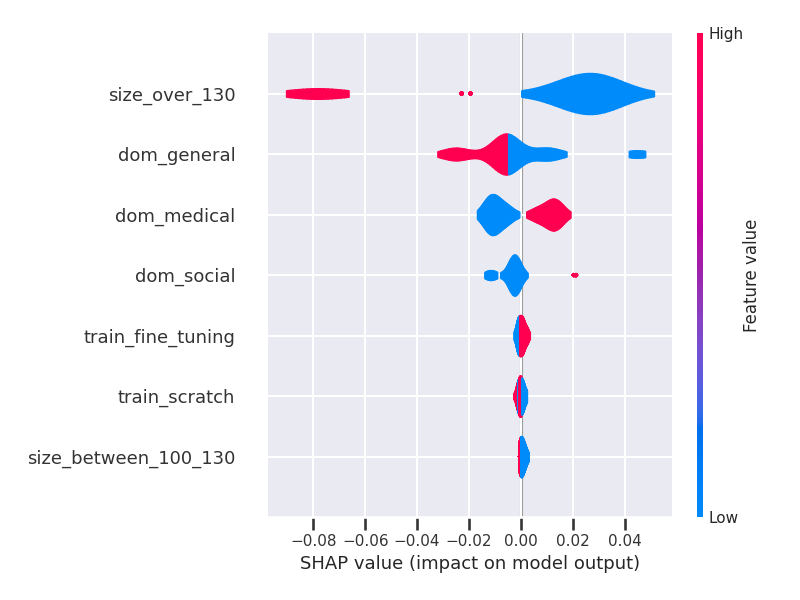 High
size_over_130
dom_general
dom_medical
dom_social
train_fine_tuning
train_scratch
size_between_100_130
Feature value
Low
−0.08 −0.06 −0.04 −0.02 0.00 0.02 0.04
SHAP value (impact on model output)